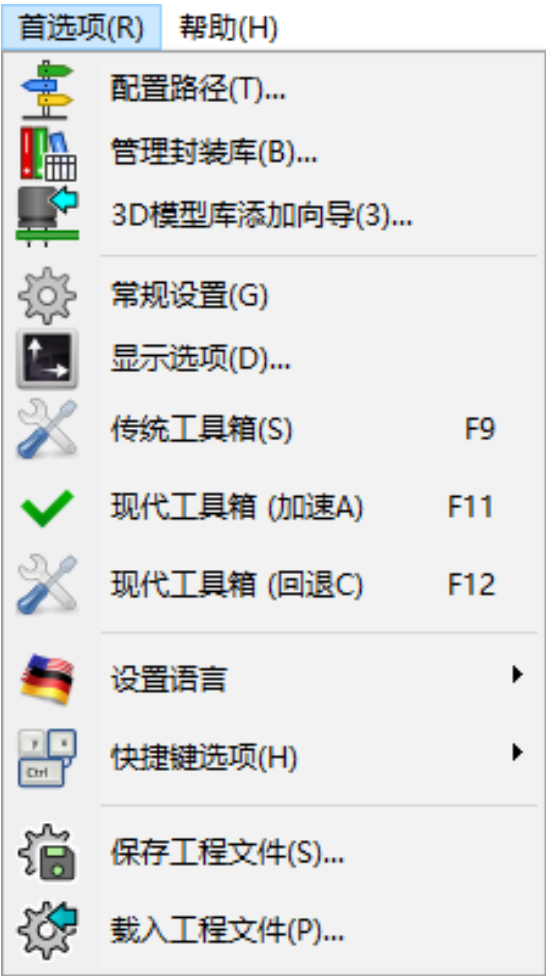 首选项(R) 帮助(H)
配置路径(T)...
管理封装库(B)...
3D模型库添加向导(3)...
常规设置(G)
显示选项(D)...
传统工具箱(S) F9
现代工具箱 (加速A) F11
现代工具箱 (回退C) F12
设置语言
y x
快捷键选项(H)
Ctrl
保存工程文件(S)...
载入工程文件(P)...